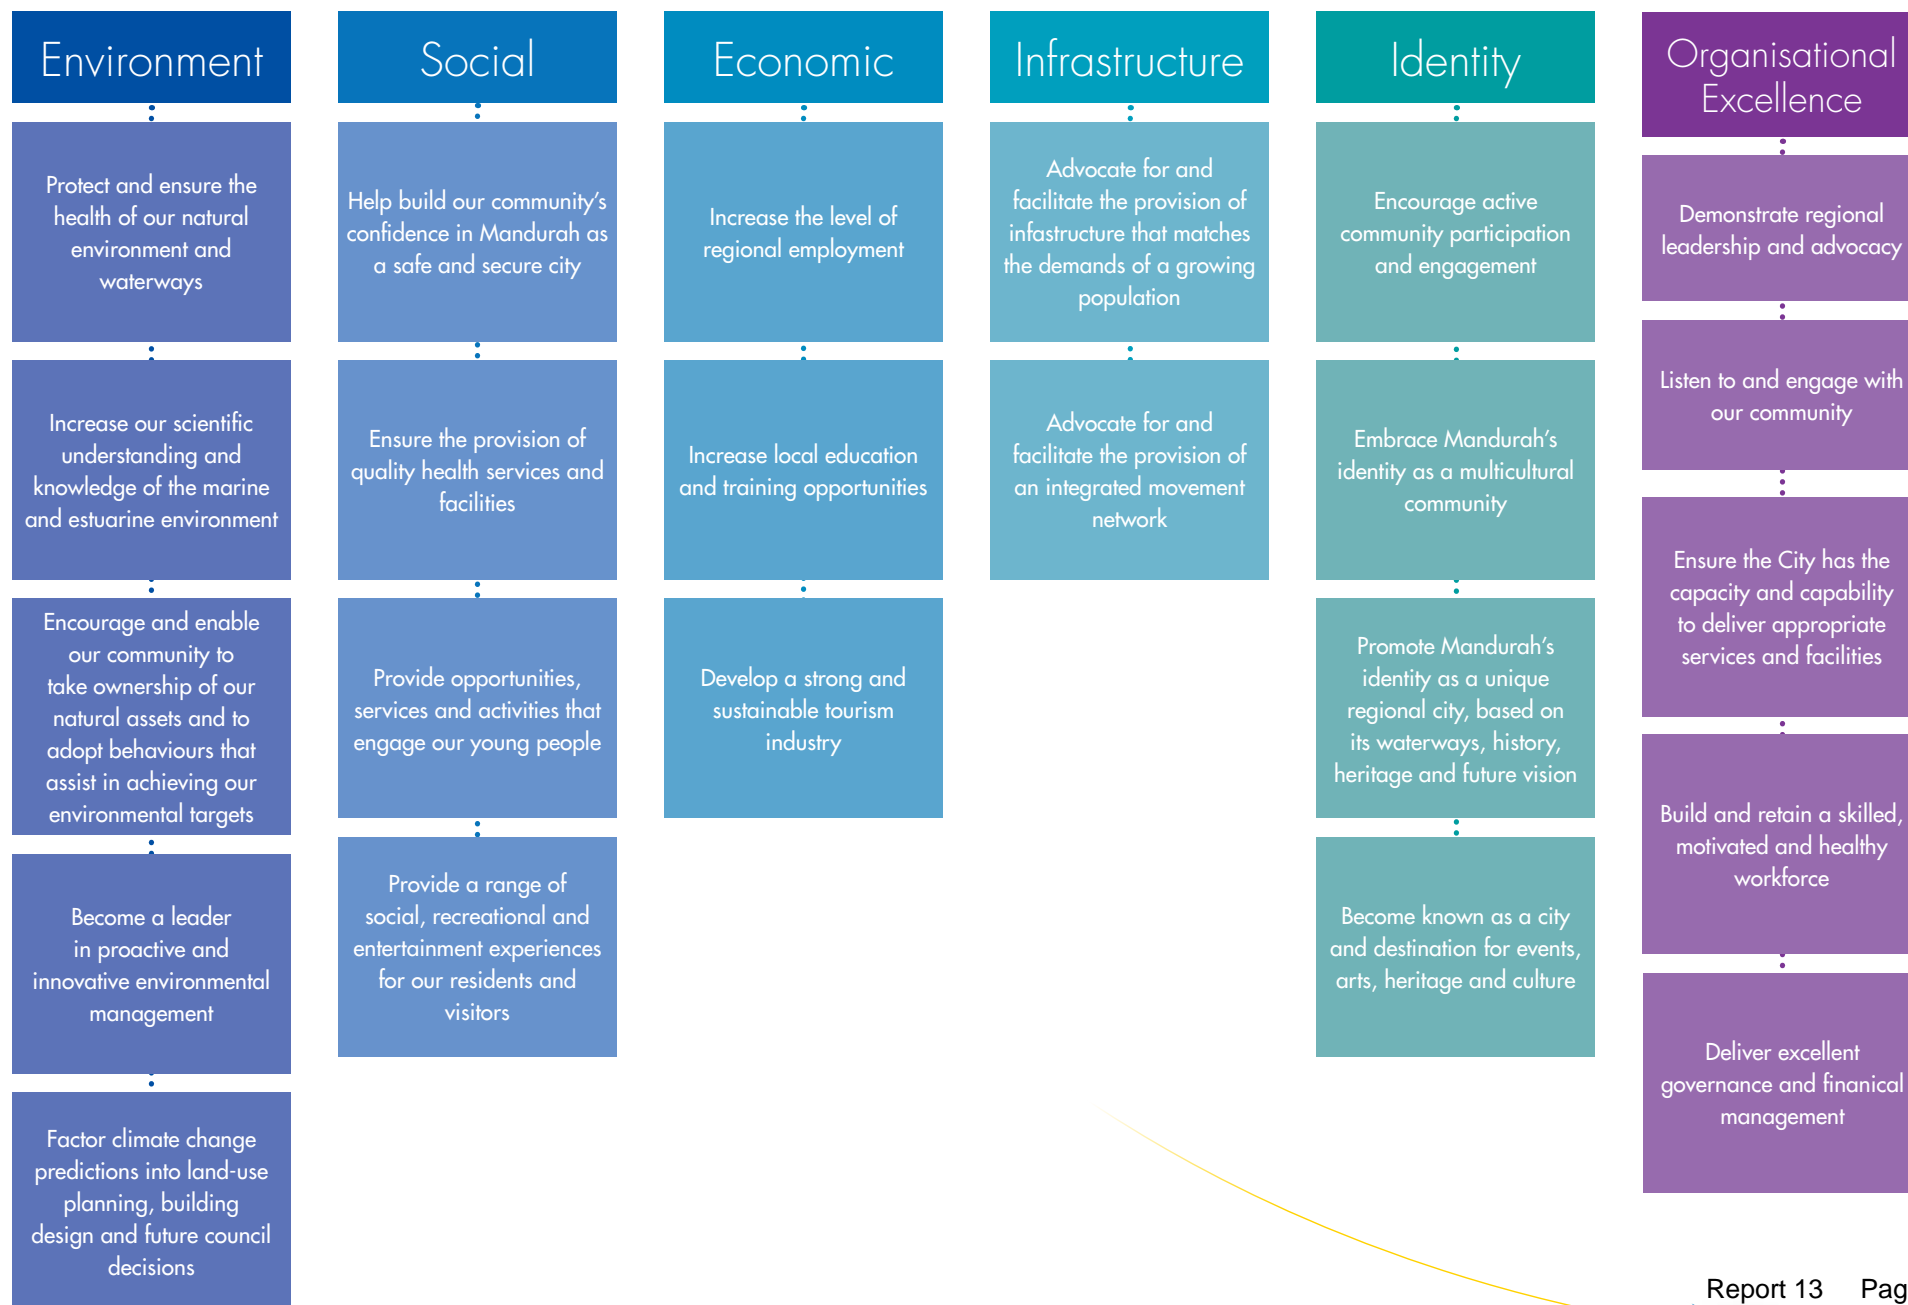 Environment
Protect and ensure the
health of our natural
environment and
waterways
Increase our scientific
understanding and
knowledge of the marine
and estuarine environment
Encourage and enable
our community to
take ownership of our
natural assets and to
adopt behaviours that
assist in achieving our
environmental targets
Become a leader
in proactive and
innovative environmental
management
Factor climate change
predictions into land-use
planning, building
design and future council
decisions
Social
Help build our community's
confidence in Mandurah as
a safe and secure city
Ensure the provision of
quality health services and
facilities
Provide opportunities,
services and activities that
engage our young people
Provide a range of
social, recreational and
entertainment experiences
for our residents and
visitors
Economic
Increase the level of
regional employment
Increase local education
and training opportunities
Develop a strong and
sustainable tourism
industry
Infrastructure
Advocate for and
facilitate the provision of
infastructure that matches
the demands of a growing
population
Advocate for and
facilitate the provision of
an integrated movement
network
Identity
Encourage active
community participation
and engagement
Embrace Mandurah's
identity as a multicultural
community
Promote Mandurah's
identity as a unique
regional city, based on
its waterways, history,
heritage and future vision
Become known as a city
and destination for events,
arts, heritage and culture
Organisational
Excellence
Demonstrate regional
leadership and advocacy
Listen to and engage with
our community
Ensure the City has the
capacity and capability
to deliver appropriate
services and facilities
Build and retain a skilled,
motivated and healthy
workforce
Deliver excellent
governance and finanical
management
Report 13 Pag